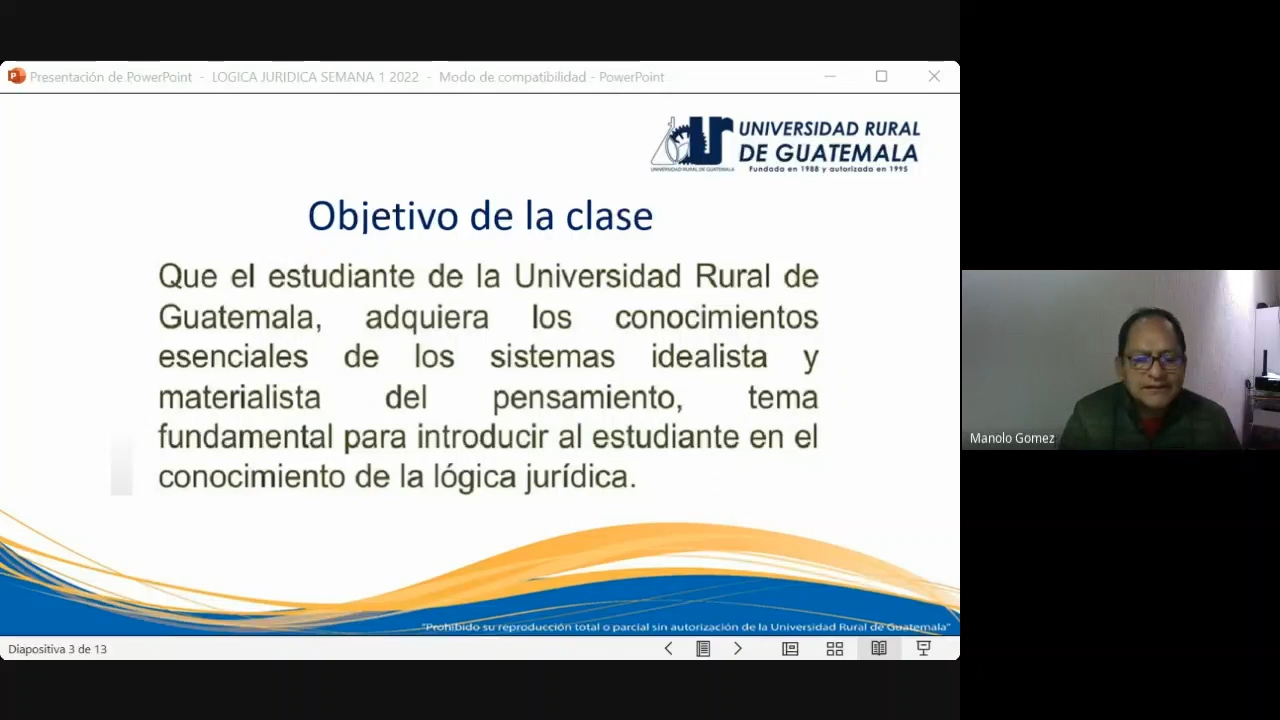 Presentación de PowerPoint - LOGICA JURIDICA SEMANA 1 2022 - Modo de compatibilidad - PowerPoint
UNIVERSIDAD RURAL
DE GUATEMALA
Fundada en 1988 y autorizada en 1995
UNIVERSIDAD RURAL DE GUATEMALA
Objetivo de la clase
Que el estudiante de la Universidad Rural de
Guatemala, adquiera los conocimientos
esenciales de los sistemas idealista y
materialista del pensamiento, tema
fundamental para introducir al estudiante en el
conocimiento de la lógica jurídica.
"Prohibido su reproducción total o parcial sin autorización de la Universidad Rural de Guatemala"
Diapositiva 3 de 13
Manolo Gomez